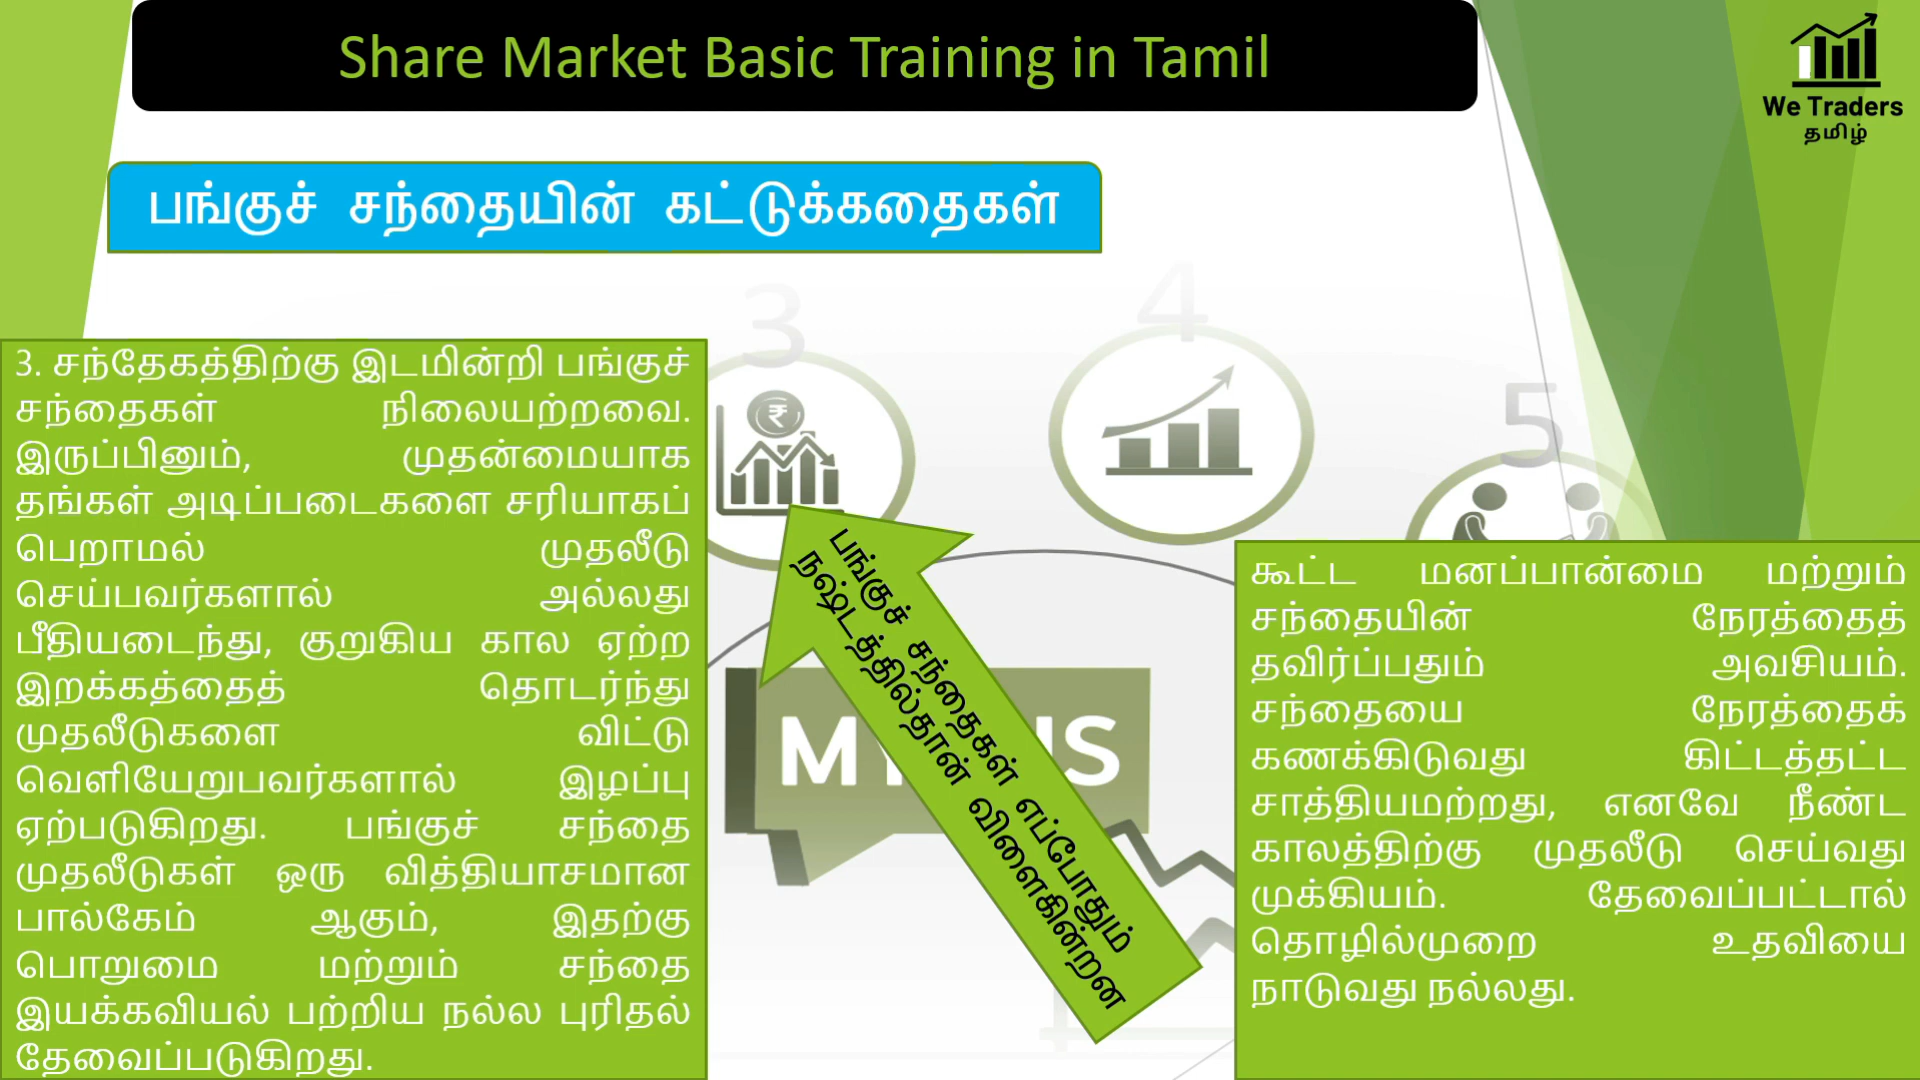 Share Market Basic Training in Tamil
We Traders
தமிழ்
பங்குச் சந்தையின் கட்டுக்கதைகள்
3
4
5
3. சந்தேகத்திற்கு இடமின்றி பங்குச்
சந்தைகள் நிலையற்றவை.
இருப்பினும், முதன்மையாக
தங்கள் அடிப்படைகளை சரியாகப்
பெறாமல் முதலீடு
செய்பவர்களால் அல்லது
பீதியடைந்து, குறுகிய கால ஏற்ற
இறக்கத்தைத் தொடர்ந்து
முதலீடுகளை விட்டு
வெளியேறுபவர்களால் இழப்பு
ஏற்படுகிறது. பங்குச் சந்தை
முதலீடுகள் ஒரு வித்தியாசமான
பால்கேம் ஆகும், இதற்கு
பொறுமை மற்றும் சந்தை
இயக்கவியல் பற்றிய நல்ல புரிதல்
தேவைப்படுகிறது.
பங்குச் சந்தைகள் எப்போதும்
நஷ்டத்தில்தான் விளைகின்றன
கூட்ட மனப்பான்மை மற்றும்
சந்தையின் நேரத்தைத்
தவிர்ப்பதும் அவசியம்.
சந்தையை நேரத்தைக்
கணக்கிடுவது கிட்டத்தட்ட
சாத்தியமற்றது, எனவே நீண்ட
காலத்திற்கு முதலீடு செய்வது
முக்கியம். தேவைப்பட்டால்
தொழில்முறை உதவியை
நாடுவது நல்லது.